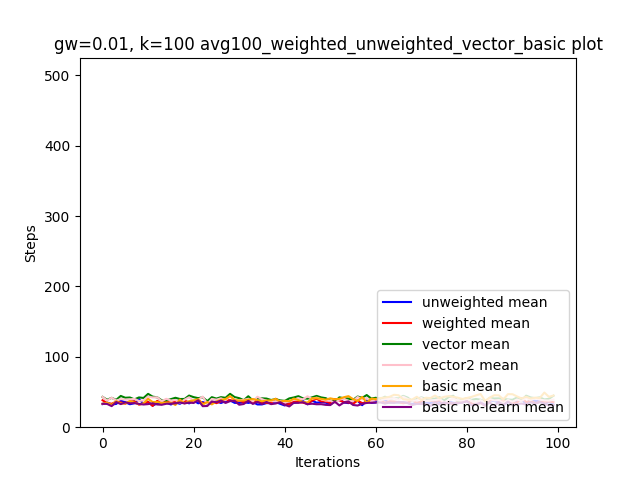 gw=0.01, k=100 avg100_weighted_unweighted_vector_basic plot
500
400
300
200
100
0
Steps
unweighted mean
weighted mean
vector mean
vector2 mean
basic mean
basic no-learn mean
0 20 40 60 80 100
Iterations